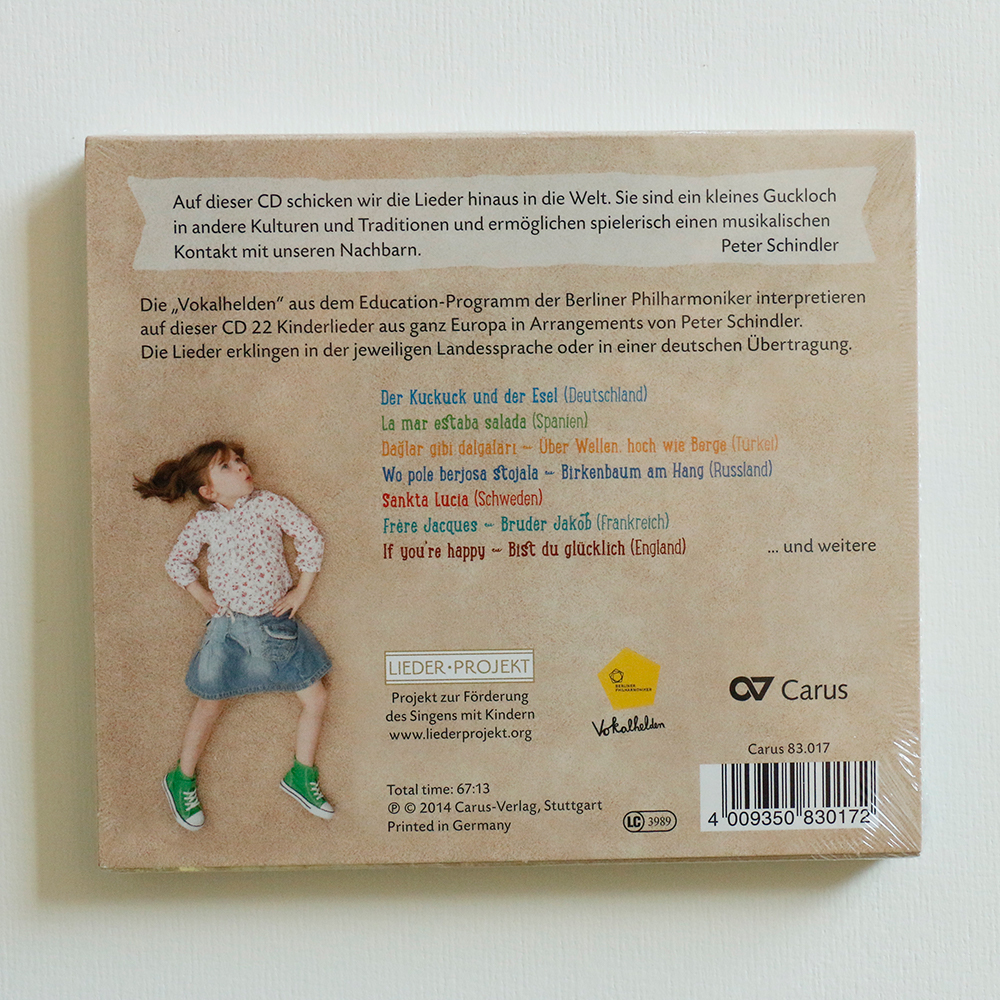 Auf dieser CD schicken wir die Lieder hinaus in die Welt. Sie sind ein kleines Guckloch
in andere Kulturen und Traditionen und ermöglichen spielerisch einen musikalischen
Kontakt mit unseren Nachbarn. Peter Schindler
Die „Vokalhelden“ aus dem Education-Programm der Berliner Philharmoniker interpretieren
auf dieser CD 22 Kinderlieder aus ganz Europa in Arrangements von Peter Schindler.
Die Lieder erklingen in der jeweiligen Landessprache oder in einer deutschen Übertragung.
Der Kuckuck und der Esel (Deutschland)
La mar estaba salada (Spanien)
Dağlar gibi dalgaları ~ Über Wellen, hoch wie Berge (Türkei)
Wo pole berjosa stojala ~ Birkenbaum am Hang (Russland)
Sankta Lucia (Schweden)
Frère Jacques ~ Bruder Jakob (Frankreich)
If you're happy ~ Bist du glücklich (England)
... und weitere
LIEDER·PROJEKT
Projekt zur Förderung
des Singens mit Kindern
www.liederprojekt.org
BERLINER
PHILHARMONIKER
Vokalhelden
Carus
Carus 83.017
Total time: 67:13
℗ © 2014 Carus-Verlag, Stuttgart
Printed in Germany
LC 3989
4 009350 830172